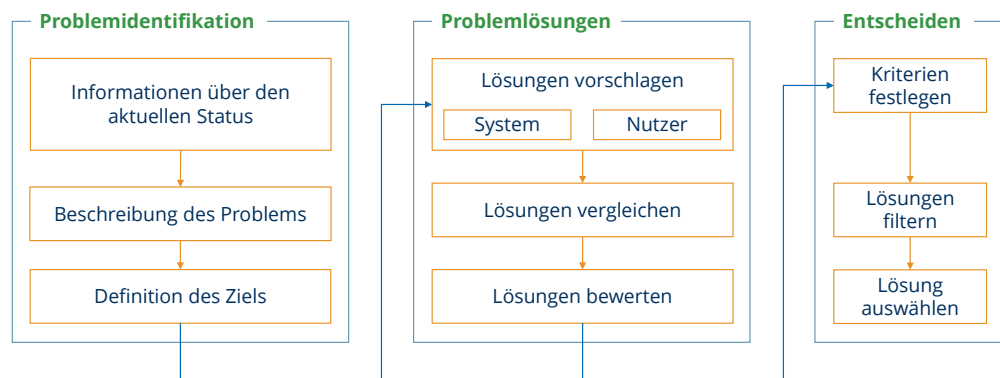 Problemidentifikation
Informationen über den
aktuellen Status
Beschreibung des Problems
Definition des Ziels
Problemlösungen
Lösungen vorschlagen
System
Nutzer
Lösungen vergleichen
Lösungen bewerten
Entscheiden
Kriterien
festlegen
Lösungen
filtern
Lösung
auswählen